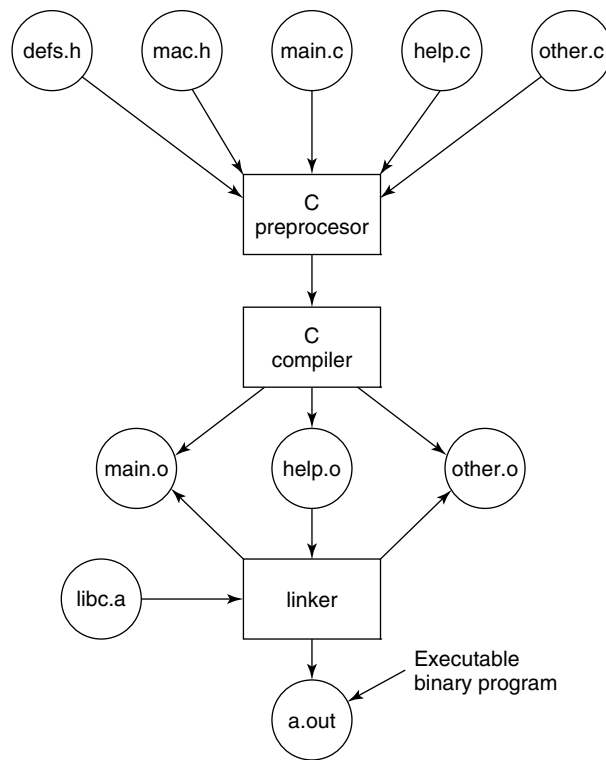 defs.h
mac.h
main.c
help.c
other.c
C
preprocesor
C
compiler
main.o
help.o
other.o
libc.a
linker
Executable
binary program
a.out